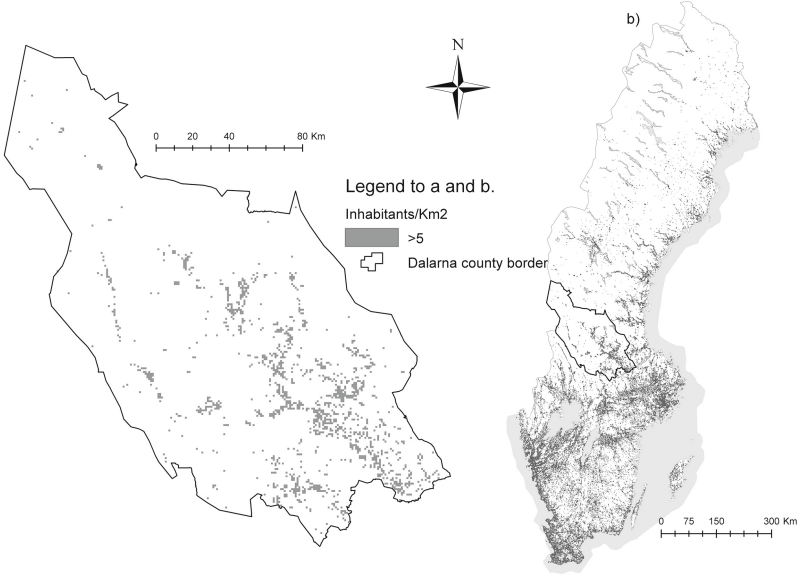 b)
N
0 20 40 80 Km
Legend to a and b.
Inhabitants/Km2
>5
Dalarna county border
0 75 150 300 Km